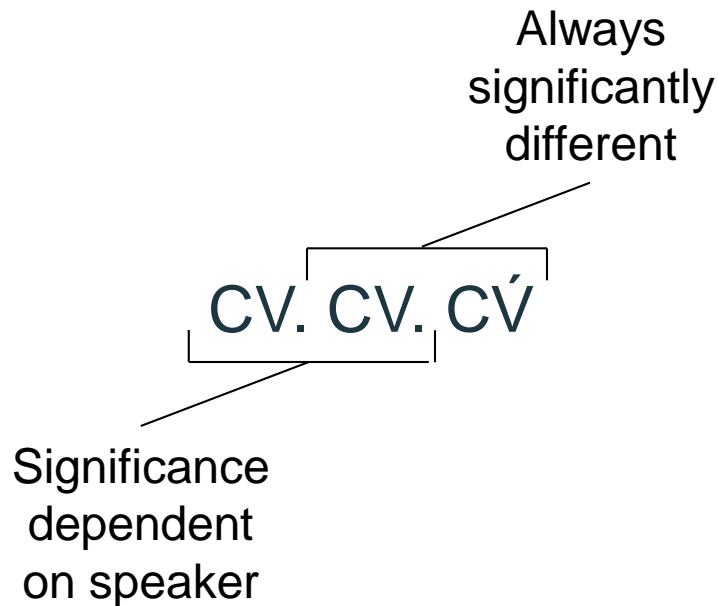 Always
significantly
different
CV. CV. CV́
Significance
dependent
on speaker